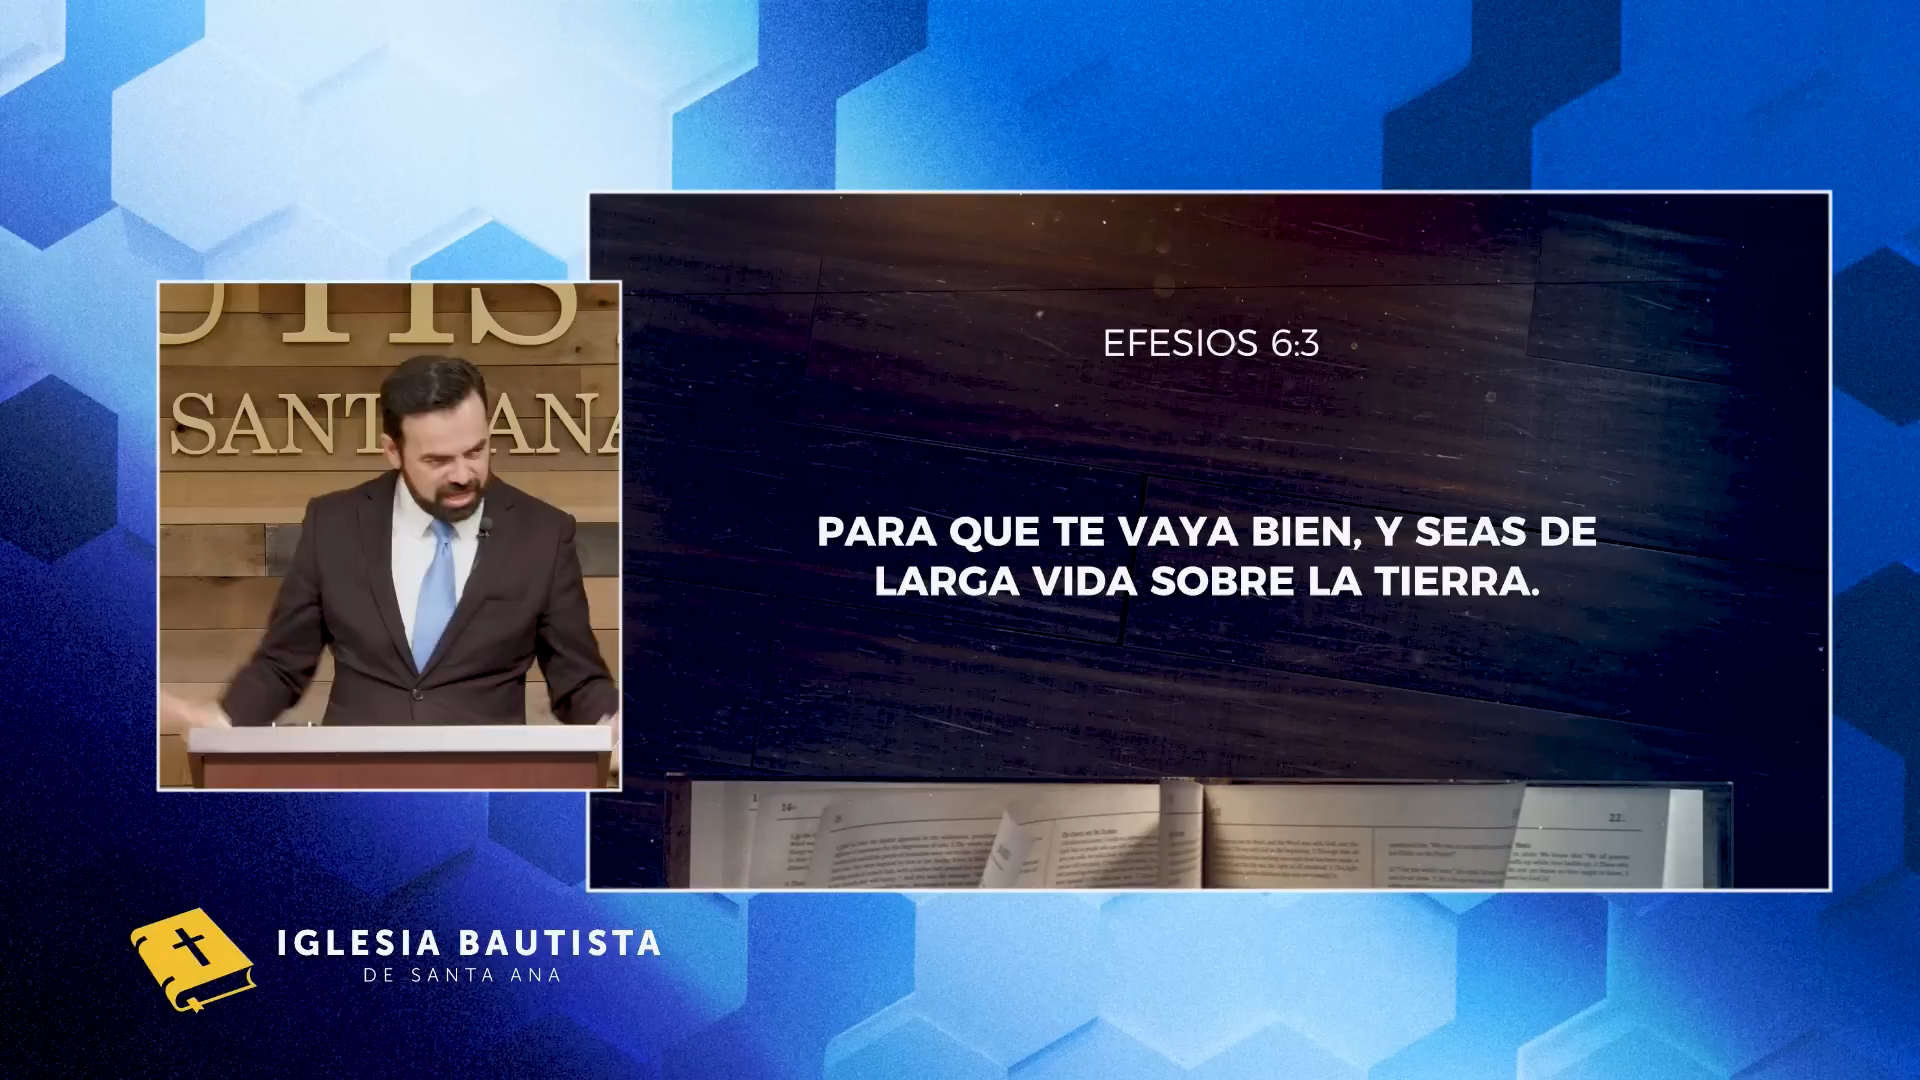 SANTA ANA
EFESIOS 6:3
PARA QUE TE VAYA BIEN, Y SEAS DE
LARGA VIDA SOBRE LA TIERRA.
IGLESIA BAUTISTA
DE SANTA ANA